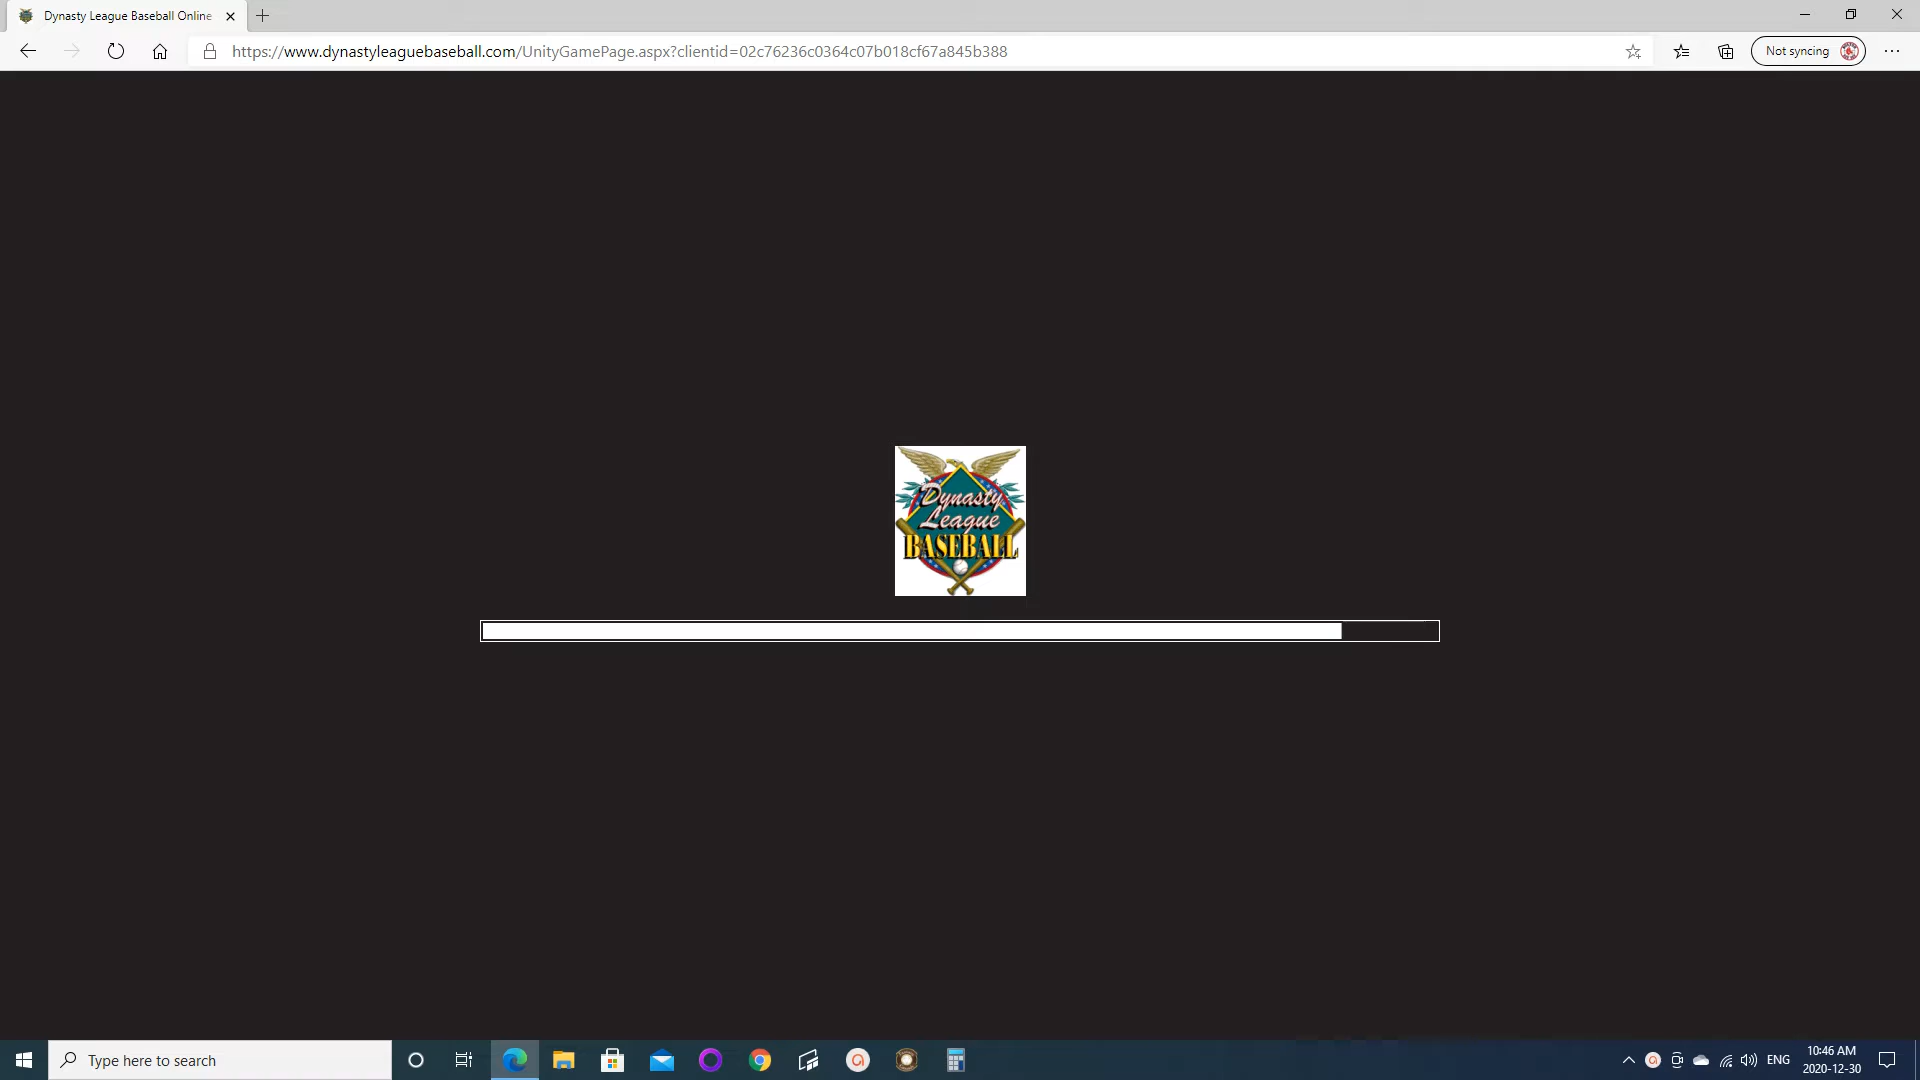 Dynasty League Baseball Online
https://www.dynastyleaguebaseball.com/UnityGamePage.aspx?clientid=02c76236c0364c07b018cf67a845b388
Not syncing
Dynasty
League
BASEBALL
Type here to search
ENG
10:46 AM
2020-12-30